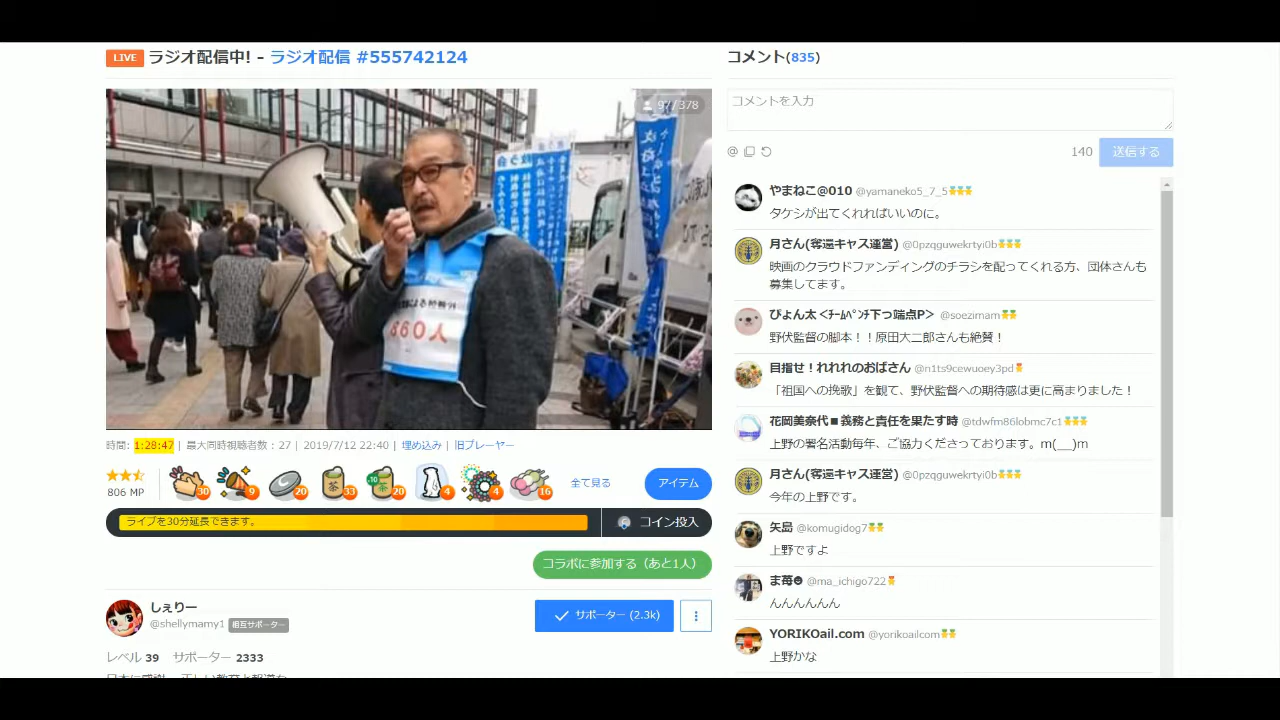 LIVE ラジオ配信中! - ラジオ配信 #555742124
97 / 378
860人
時間: 1:28:47 | 最大同時視聴者数 : 27 | 2019/7/12 22:40 | 埋め込み | 旧プレーヤー
806 MP
30
9
20
茶
33
+10
茶
20
4
4
16
全て見る
アイテム
ライブを30分延長できます。
コイン投入
コラボに参加する（あと1人）
しぇりー
@shellymamy1 相互サポーター
サポーター (2.3k)
レベル 39 サポーター 2333
コメント(835)
コメントを入力
140
送信する
やまねこ@010 @yamaneko5_7_5
タケシが出てくれればいいのに。
月さん(奪還キャス運営) @0pzqguwekrtyi0b
映画のクラウドファンディングのチラシを配ってくれる方、団体さんも
募集してます。
ぴょん太<ﾁｰﾑﾍﾟﾝﾁ下っ端点P> @soezimam
野伏監督の脚本！！原田大二郎さんも絶賛！
目指せ！れれれのおばさん @n1ts9cewuoey3pd
「祖国への挽歌」を観て、野伏監督への期待感は更に高まりました！
花岡美奈代■義務と責任を果たす時 @tdwfm86lobmc7c1
上野の署名活動毎年、ご協力くださっております。m(__)m
月さん(奪還キャス運営) @0pzqguwekrtyi0b
今年の上野です。
矢嵓 @komugidog7
上野ですよ
ま苺☻ @ma_ichigo722
んんんんんん
YORIKOail.com @yorikoailcom
上野かな